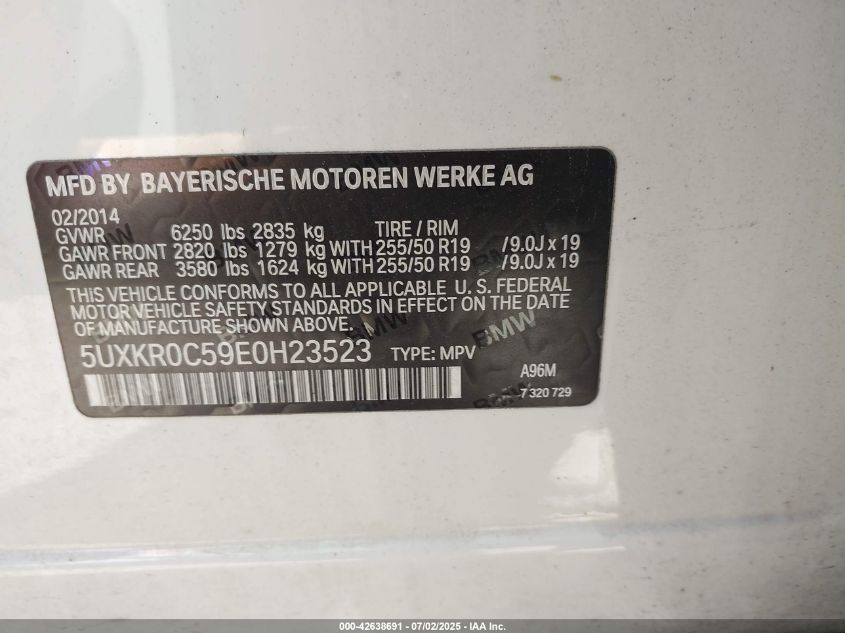 MFD BY BAYERISCHE MOTOREN WERKE AG
02/2014
GVWR 6250 lbs 2835 kg TIRE / RIM
GAWR FRONT 2820 lbs 1279 kg WITH 255/50 R19 /9.0J x 19
GAWR REAR 3580 lbs 1624 kg WITH 255/50 R19 /9.0J x 19
THIS VEHICLE CONFORMS TO ALL APPLICABLE U. S. FEDERAL
MOTOR VEHICLE SAFETY STANDARDS IN EFFECT ON THE DATE
OF MANUFACTURE SHOWN ABOVE.
5UXKR0C59E0H23523 TYPE: MPV
A96M
7 320 729
000-42638691 - 07/02/2025 - IAA Inc.